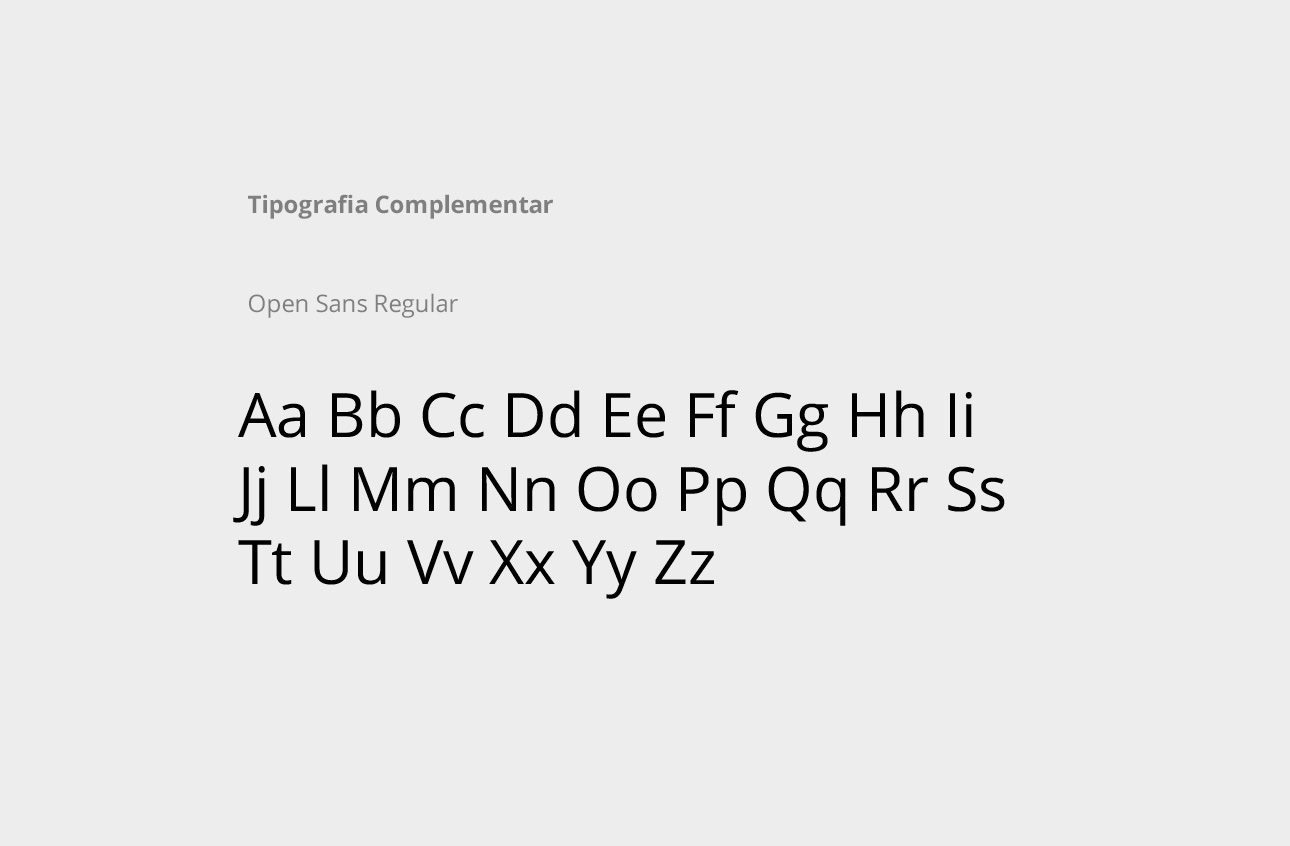 Tipografia Complementar
Open Sans Regular
Aa Bb Cc Dd Ee Ff Gg Hh Ii
Jj Ll Mm Nn Oo Pp Qq Rr Ss
Tt Uu Vv Xx Yy Zz